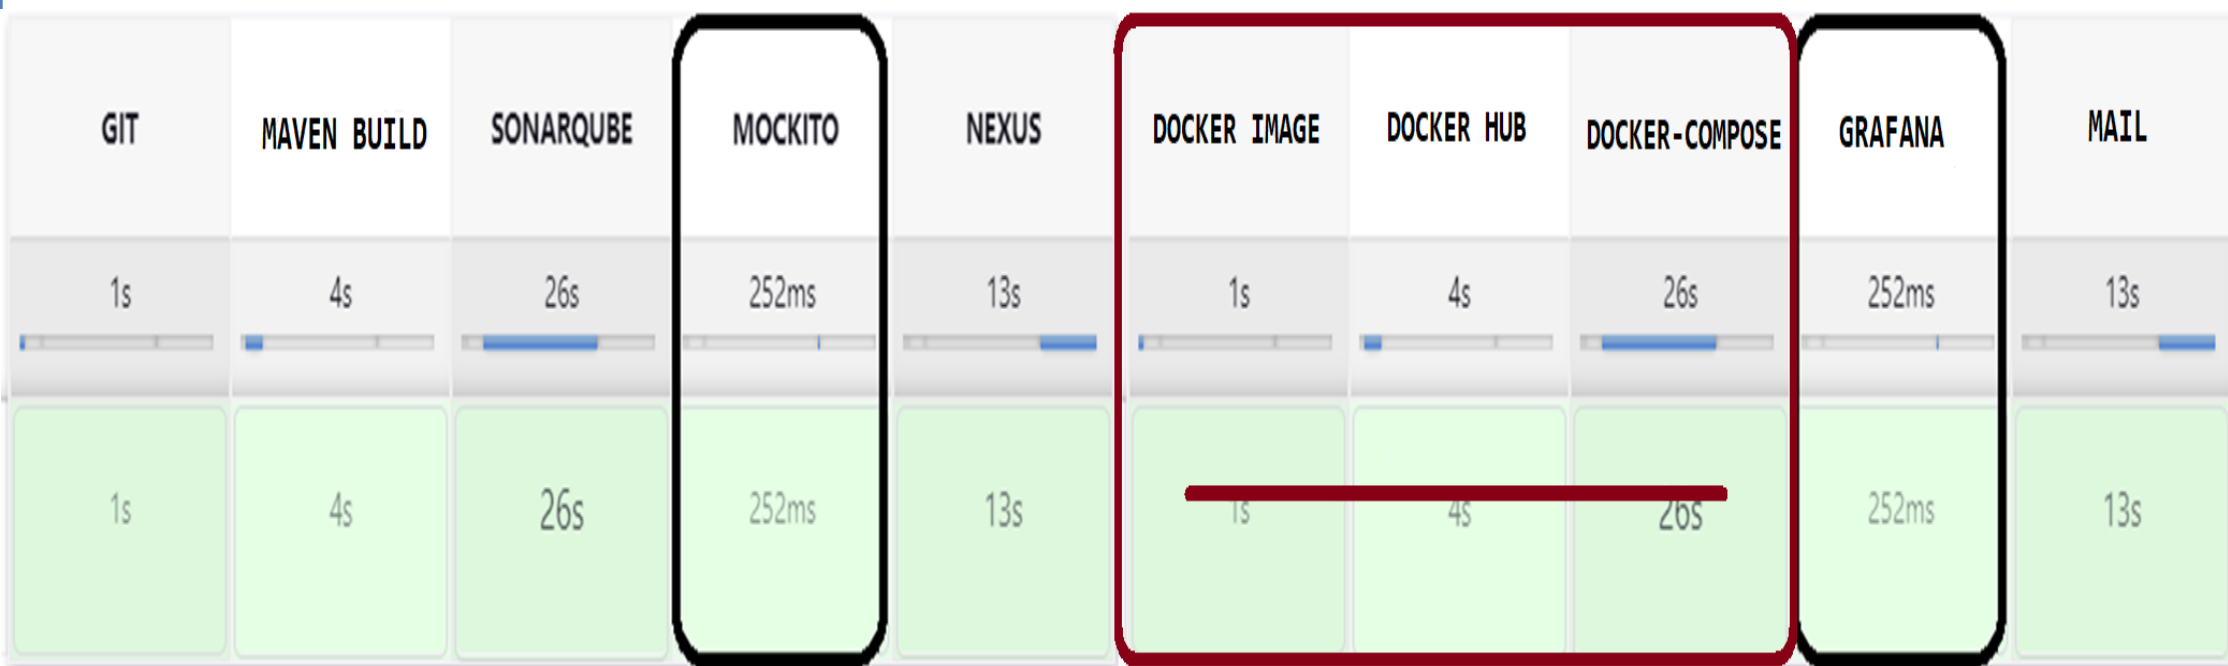 GIT MAVEN BUILD SONARQUBE MOCKITO NEXUS DOCKER IMAGE DOCKER HUB DOCKER-COMPOSE GRAFANA MAIL
1s 4s 26s 252ms 13s 1s 4s 26s 252ms 13s
1s 4s 26s 252ms 13s 1s 4s 26s 252ms 13s